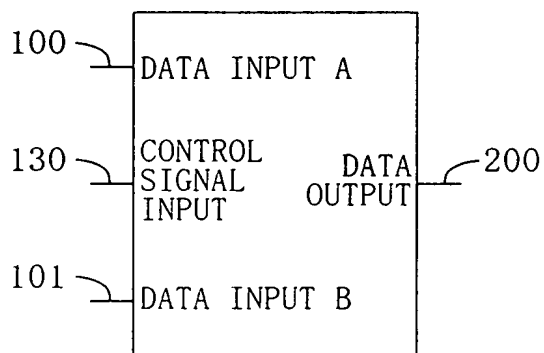 100
DATA INPUT A
130
CONTROL
SIGNAL
INPUT
DATA
OUTPUT
200
101
DATA INPUT B